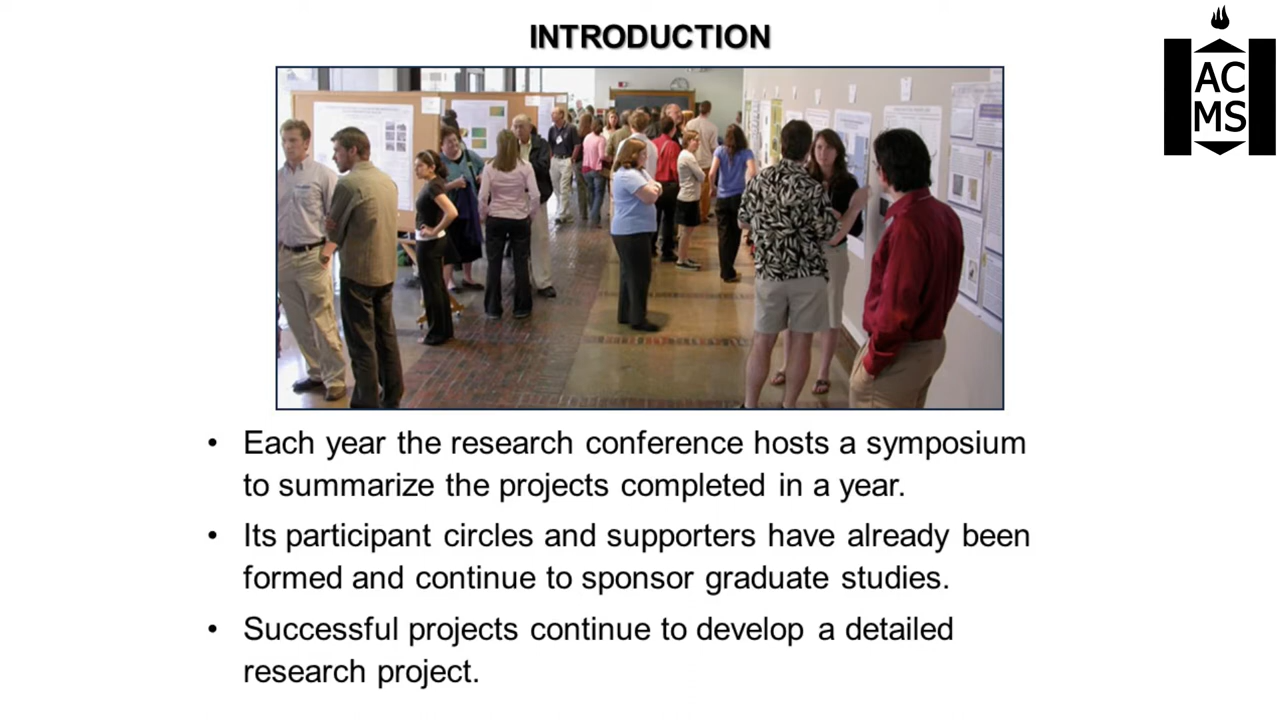 INTRODUCTION
AC
MS
• Each year the research conference hosts a symposium
to summarize the projects completed in a year.
• Its participant circles and supporters have already been
formed and continue to sponsor graduate studies.
• Successful projects continue to develop a detailed
research project.